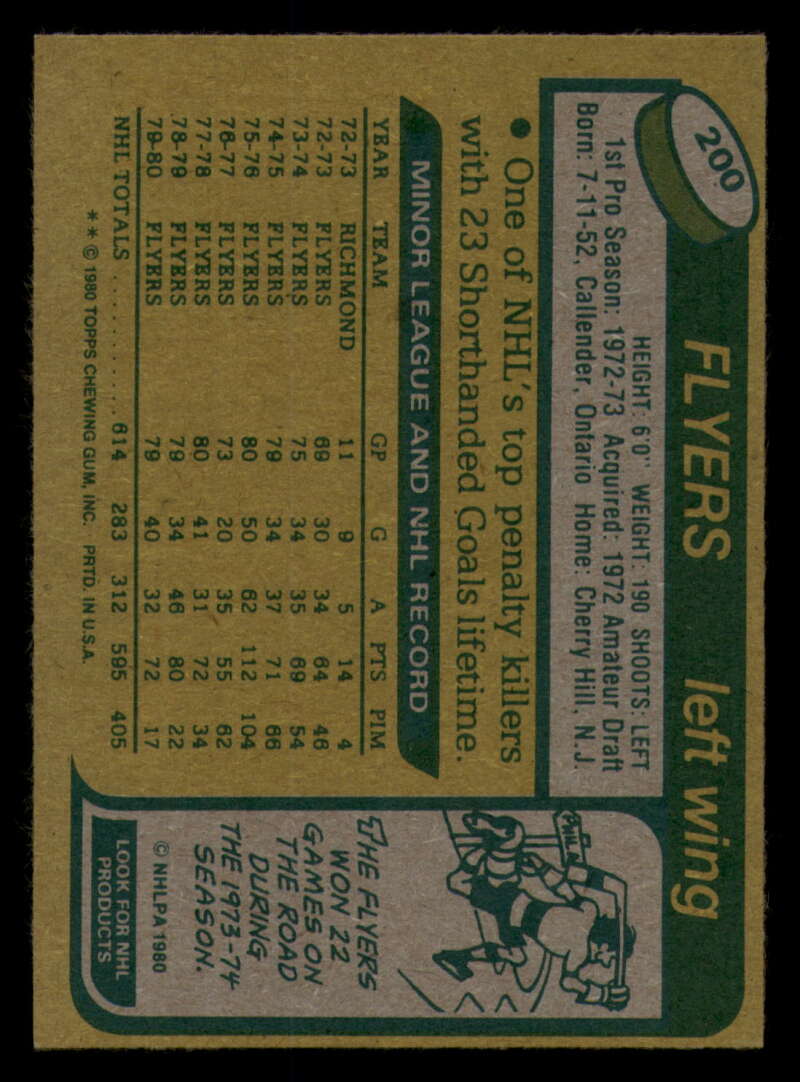 200
FLYERS left wing
HEIGHT: 6'0" WEIGHT: 190 SHOOTS: LEFT
1st Pro Season: 1972-73 Acquired: 1972 Amateur Draft
Born: 7-11-52, Callender, Ontario Home: Cherry Hill, N.J.
● One of NHL's top penalty killers
with 23 Shorthanded Goals lifetime.
MINOR LEAGUE AND NHL RECORD
YEAR TEAM GP G A PTS PIM
72-73 RICHMOND 11 9 5 14 4
72-73 FLYERS 69 30 34 64 46
73-74 FLYERS 75 34 35 69 54
74-75 FLYERS 79 34 37 71 66
75-76 FLYERS 80 50 62 112 104
76-77 FLYERS 73 20 35 55 62
77-78 FLYERS 80 41 31 72 34
78-79 FLYERS 79 34 46 80 22
79-80 FLYERS 79 40 32 72 17
NHL TOTALS ........... 614 283 312 595 405
** © 1980 TOPPS CHEWING GUM, INC. PRTD. IN U.S.A.
PHILA
THE FLYERS
WON 22
GAMES ON
THE ROAD
DURING
THE 1973-74
SEASON.
© NHLPA 1980
LOOK FOR NHL
PRODUCTS